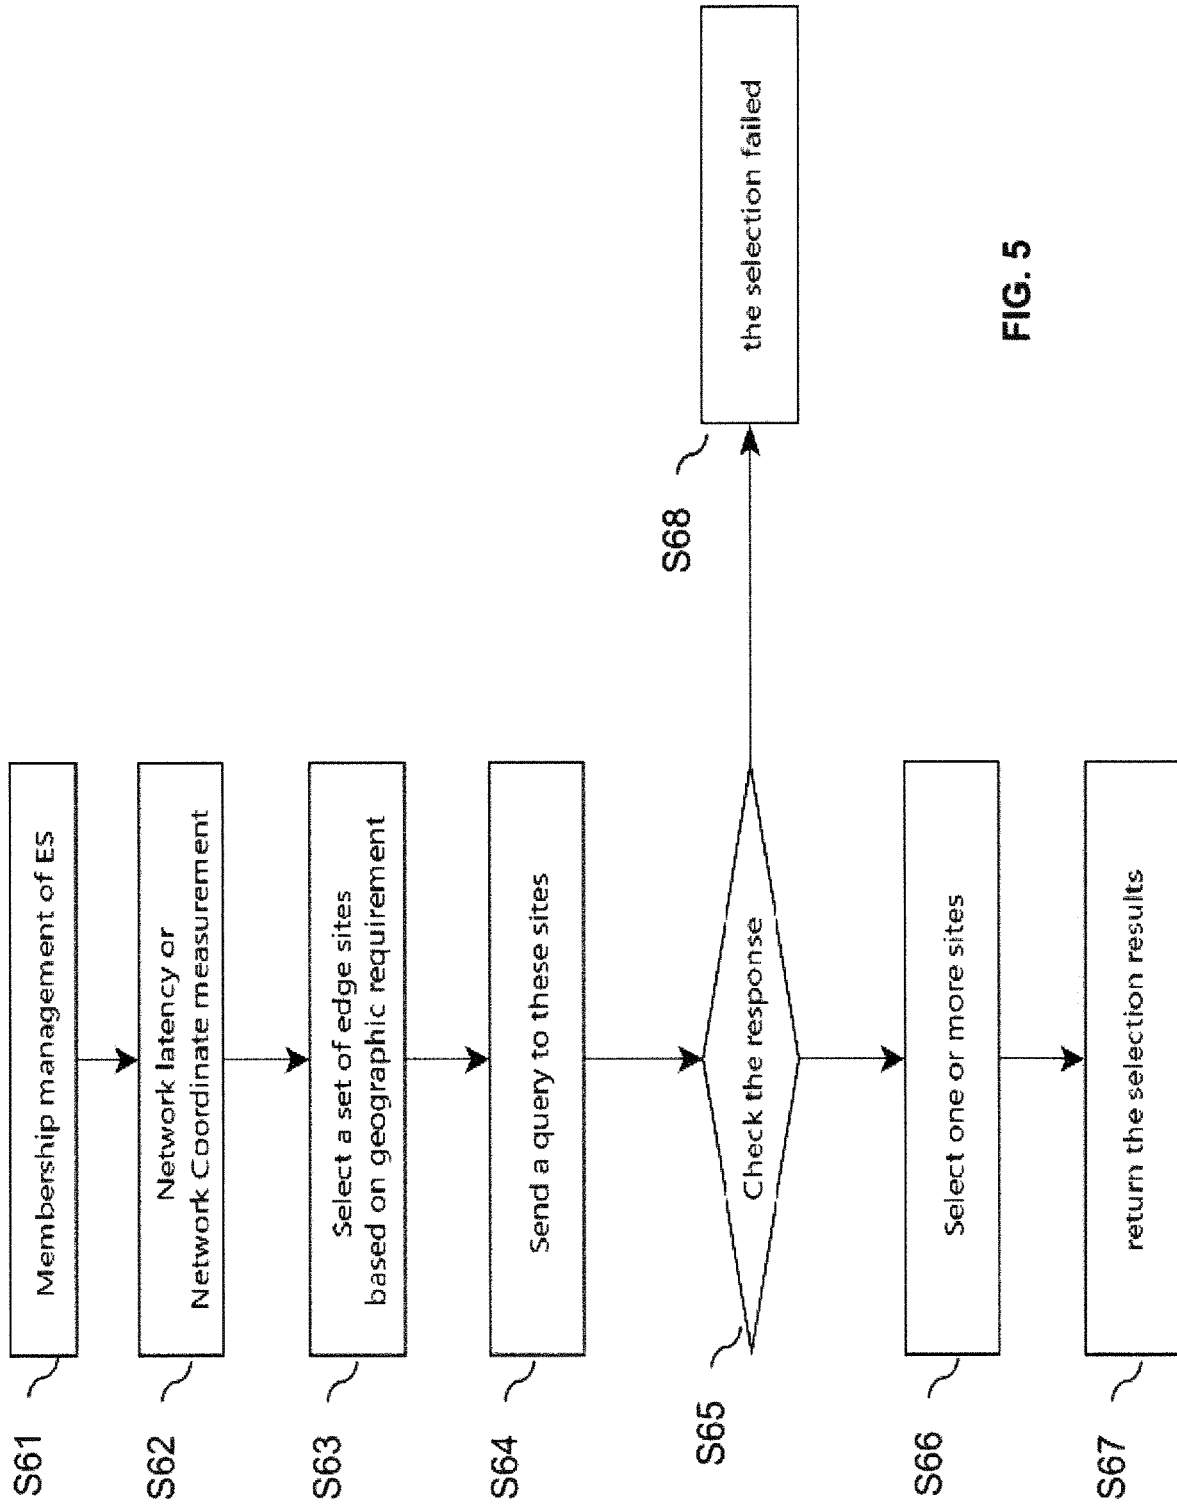 S61
Membership management of ES
S62
Network latency or
Network Coordinate measurement
S63
Select a set of edge sites
based on geographic requirement
S64
Send a query to these sites
S65
Check the response
S68
the selection failed
S66
Select one or more sites
S67
return the selection results
FIG. 5